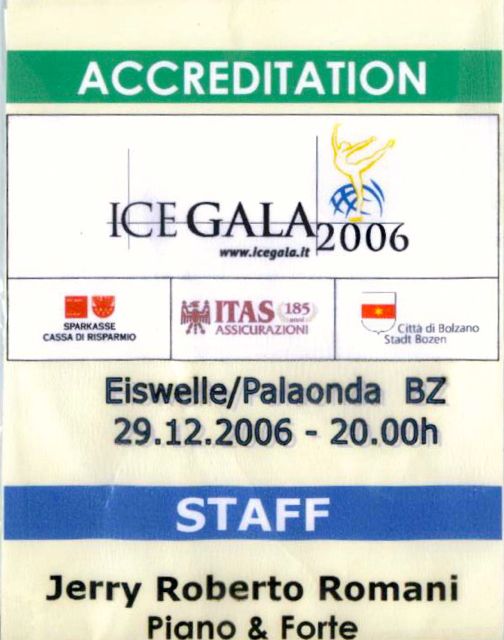 ACCREDITATION
ICE GALA 2006
www.icegala.it
SPARKASSE
CASSA DI RISPARMIO
ITAS 185
anni
ASSICURAZIONI
Città di Bolzano
Stadt Bozen
Eiswelle/Palaonda BZ
29.12.2006 - 20.00h
STAFF
Jerry Roberto Romani
Piano & Forte